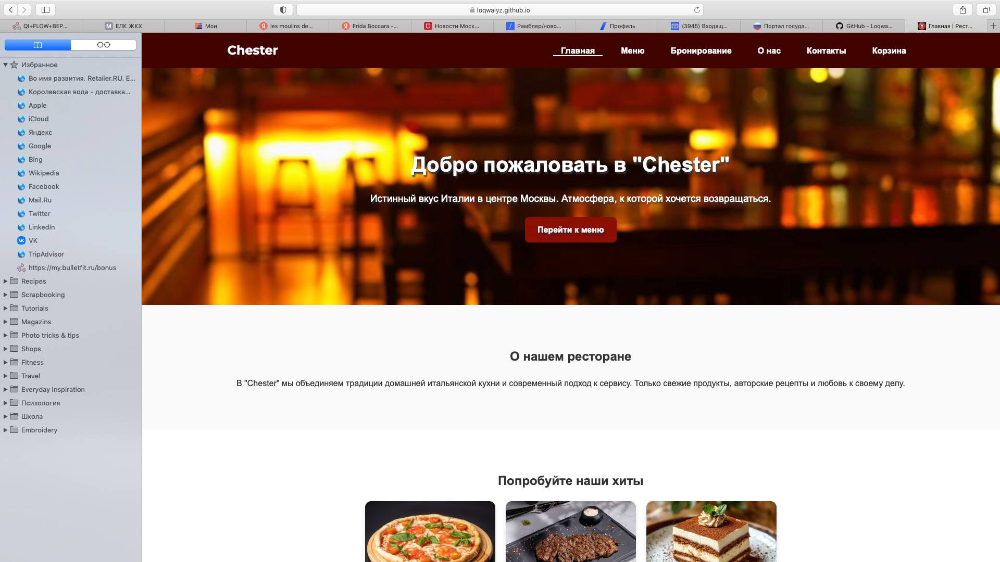 loqwaiyz.github.io
QI+FLOW+ВЕР...
ЕЛК ЖКХ
Мои
les moulins de...
Frida Boccara -...
Новости Моск...
Рамблер/ново...
Профиль
(3945) Входящ...
Портал госуда...
GitHub - Loqwa...
Главная | Рест...
Избранное
Во имя развития. Retailer.RU. Е...
Королевская вода - доставка...
Apple
iCloud
Яндекс
Google
Bing
Wikipedia
Facebook
Mail.Ru
Twitter
LinkedIn
VK
TripAdvisor
https://my.bulletfit.ru/bonus
Recipes
Scrapbooking
Tutorials
Magazins
Photo tricks & tips
Shops
Fitness
Travel
Everyday Inspiration
Психология
Школа
Embroidery
Chester
Главная
Меню
Бронирование
О нас
Контакты
Корзина
Добро пожаловать в "Chester"
Истинный вкус Италии в центре Москвы. Атмосфера, к которой хочется возвращаться.
Перейти к меню
О нашем ресторане
В "Chester" мы объединяем традиции домашней итальянской кухни и современный подход к сервису. Только свежие продукты, авторские рецепты и любовь к своему делу.
Попробуйте наши хиты